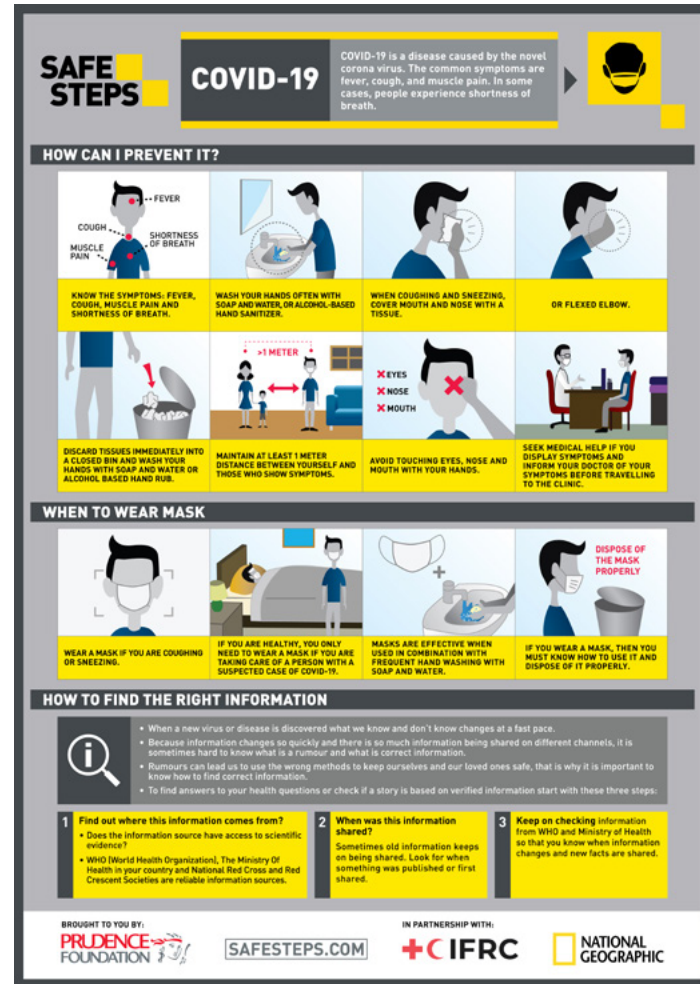 SAFE
STEPS
COVID-19
COVID-19 is a disease caused by the novel
corona virus. The common symptoms are
fever, cough, and muscle pain. In some
cases, people experience shortness of
breath.
HOW CAN I PREVENT IT?
FEVER
COUGH
SHORTNESS
OF BREATH
MUSCLE
PAIN
KNOW THE SYMPTOMS: FEVER,
COUGH, MUSCLE PAIN AND
SHORTNESS OF BREATH.
WASH YOUR HANDS OFTEN WITH
SOAP AND WATER, OR ALCOHOL-BASED
HAND SANITIZER.
WHEN COUGHING AND SNEEZING,
COVER MOUTH AND NOSE WITH A
TISSUE.
OR FLEXED ELBOW.
>1 METER
EYES
NOSE
MOUTH
DISCARD TISSUES IMMEDIATELY INTO
A CLOSED BIN AND WASH YOUR
HANDS WITH SOAP AND WATER OR
ALCOHOL BASED HAND RUB.
MAINTAIN AT LEAST 1 METER
DISTANCE BETWEEN YOURSELF AND
THOSE WHO SHOW SYMPTOMS.
AVOID TOUCHING EYES, NOSE AND
MOUTH WITH YOUR HANDS.
SEEK MEDICAL HELP IF YOU
DISPLAY SYMPTOMS AND
INFORM YOUR DOCTOR OF YOUR
SYMPTOMS BEFORE TRAVELLING
TO THE CLINIC.
WHEN TO WEAR MASK
DISPOSE OF
THE MASK
PROPERLY
WEAR A MASK IF YOU ARE COUGHING
OR SNEEZING.
IF YOU ARE HEALTHY, YOU ONLY
NEED TO WEAR A MASK IF YOU ARE
TAKING CARE OF A PERSON WITH A
SUSPECTED CASE OF COVID-19.
MASKS ARE EFFECTIVE WHEN
USED IN COMBINATION WITH
FREQUENT HAND WASHING WITH
SOAP AND WATER.
IF YOU WEAR A MASK, THEN YOU
MUST KNOW HOW TO USE IT AND
DISPOSE OF IT PROPERLY.
HOW TO FIND THE RIGHT INFORMATION
• When a new virus or disease is discovered what we know and don't know changes at a fast pace.
• Because information changes so quickly and there is so much information being shared on different channels, it is
sometimes hard to know what is a rumour and what is correct information.
• Rumours can lead us to use the wrong methods to keep ourselves and our loved ones safe, that is why it is important to
know how to find correct information.
• To find answers to your health questions or check if a story is based on verified information start with these three steps:
1 Find out where this information comes from?
• Does the information source have access to scientific
evidence?
• WHO (World Health Organization), The Ministry Of
Health in your country and National Red Cross and Red
Crescent Societies are reliable information sources.
2 When was this information
shared?
Sometimes old information keeps
on being shared. Look for when
something was published or first
shared.
3 Keep on checking information
from WHO and Ministry of Health
so that you know when information
changes and new facts are shared.
BROUGHT TO YOU BY:
PRUDENCE
FOUNDATION
SAFESTEPS.COM
IN PARTNERSHIP WITH:
IFRC
NATIONAL
GEOGRAPHIC